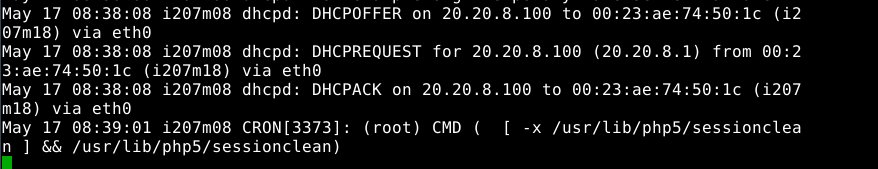 May 17 08:38:08 i207m08 dhcpd: DHCPOFFER on 20.20.8.100 to 00:23:ae:74:50:1c (i2
07m18) via eth0
May 17 08:38:08 i207m08 dhcpd: DHCPREQUEST for 20.20.8.100 (20.20.8.1) from 00:2
3:ae:74:50:1c (i207m18) via eth0
May 17 08:38:08 i207m08 dhcpd: DHCPACK on 20.20.8.100 to 00:23:ae:74:50:1c (i207
m18) via eth0
May 17 08:39:01 i207m08 CRON[3373]: (root) CMD (  [ -x /usr/lib/php5/sessionclea
n ] && /usr/lib/php5/sessionclean)